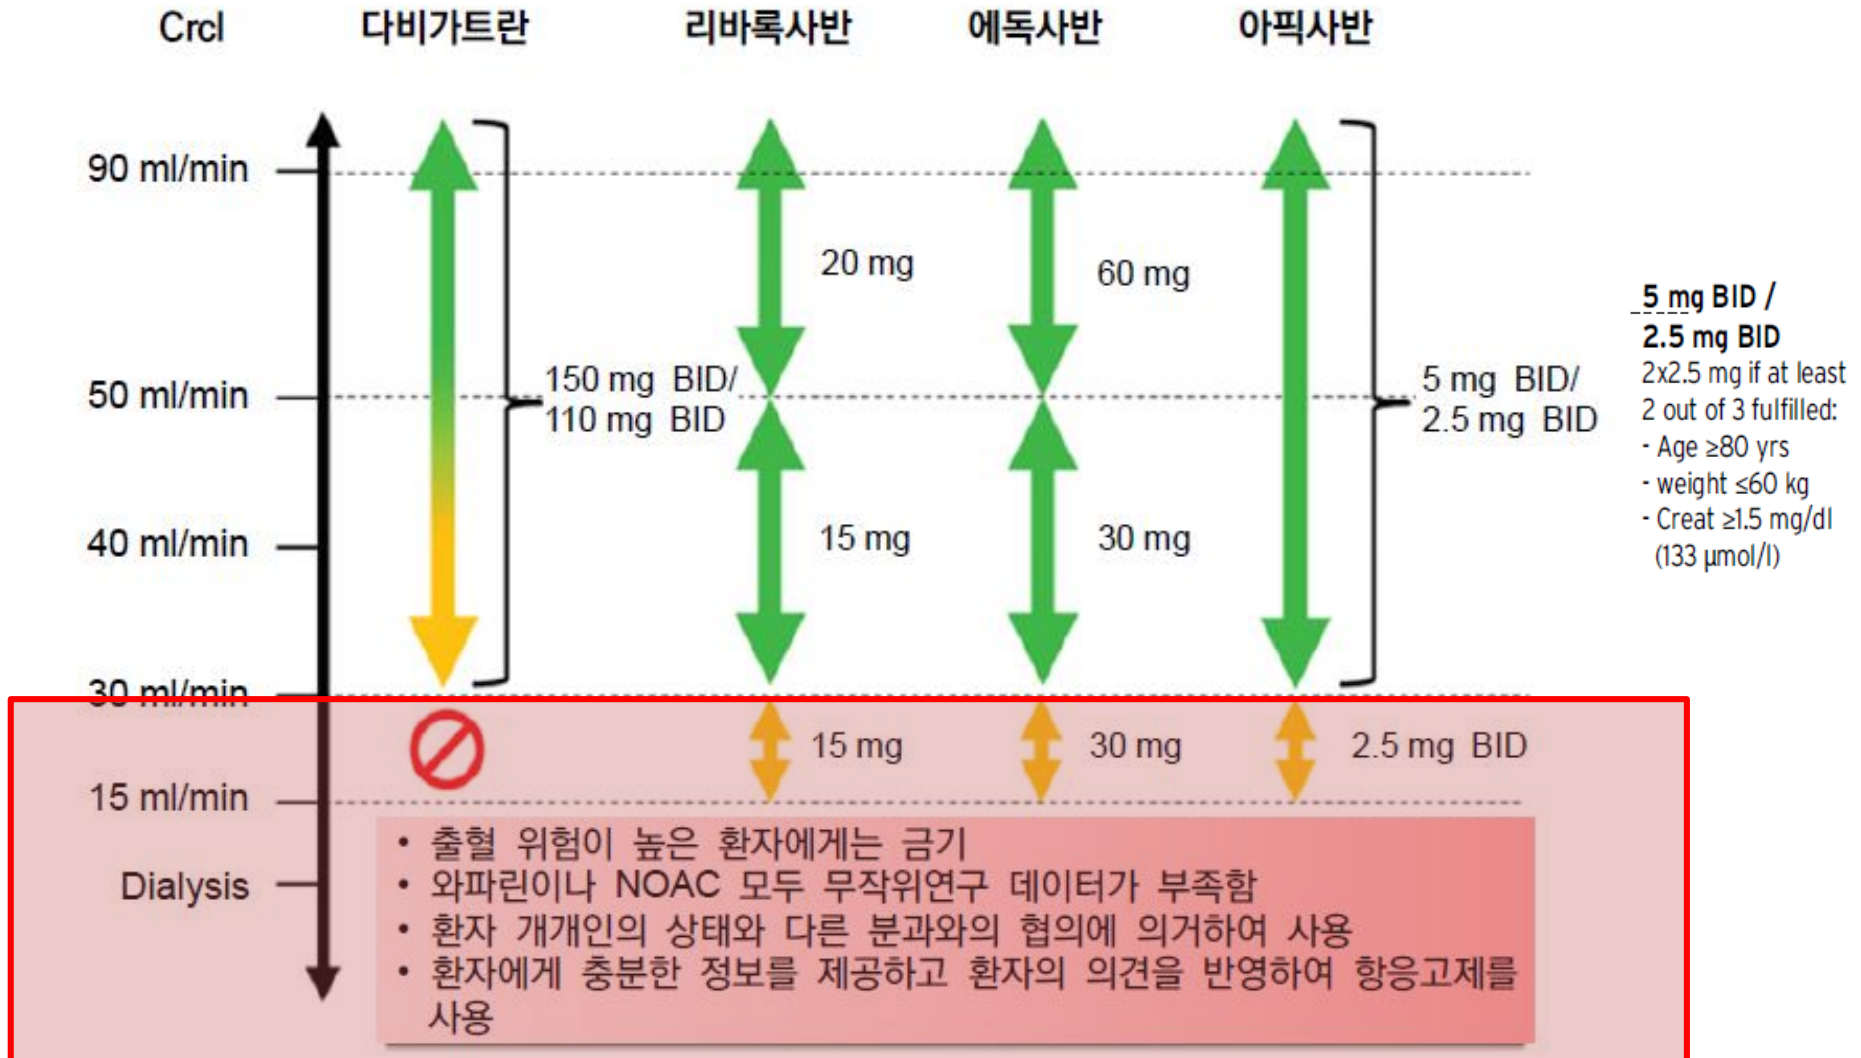 Crcl 다비가트란 리바록사반 에독사반 아픽사반
90 ml/min
20 mg
60 mg
50 ml/min
150 mg BID/
110 mg BID
5 mg BID/
2.5 mg BID
40 ml/min
15 mg
30 mg
5 mg BID /
2.5 mg BID
2x2.5 mg if at least
2 out of 3 fulfilled:
- Age ≥80 yrs
- weight ≤60 kg
- Creat ≥1.5 mg/dl
(133 µmol/l)
30 ml/min
15 mg
30 mg
2.5 mg BID
15 ml/min
Dialysis
• 출혈 위험이 높은 환자에게는 금기
• 와파린이나 NOAC 모두 무작위연구 데이터가 부족함
• 환자 개개인의 상태와 다른 분과와의 협의에 의거하여 사용
• 환자에게 충분한 정보를 제공하고 환자의 의견을 반영하여 항응고제를
사용